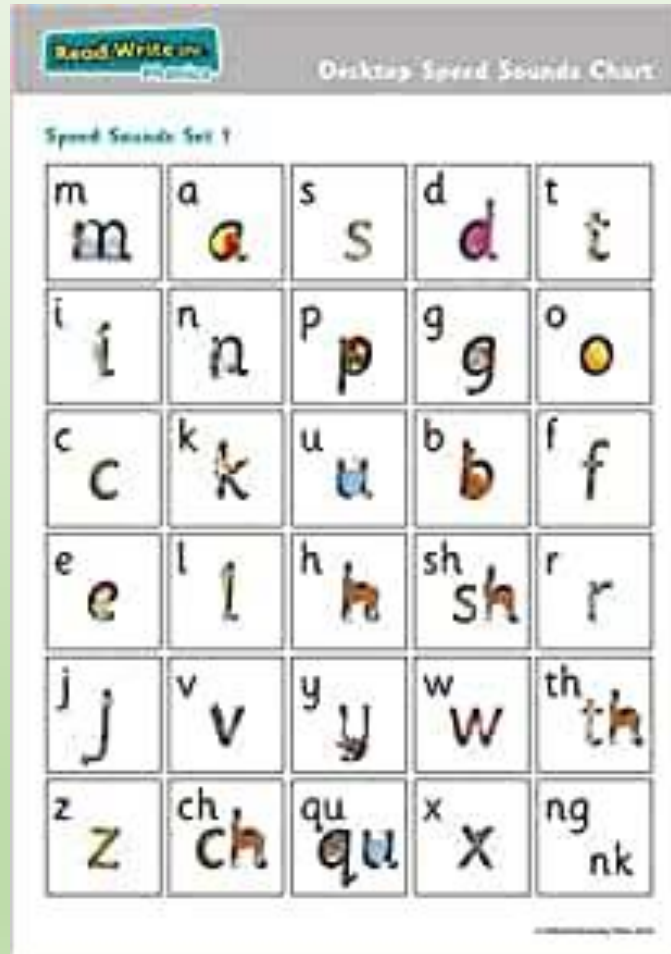 Read Write Inc.
Phonics
Desktop Speed Sounds Chart
Speed Sounds Set 1
m a s d t
m a s d t
i n p g o
i n p g o
c k u b f
c k u b f
e l h sh r
e l h sh r
j v y w th
j v y w th
z ch qu x ng
z ch qu x nk